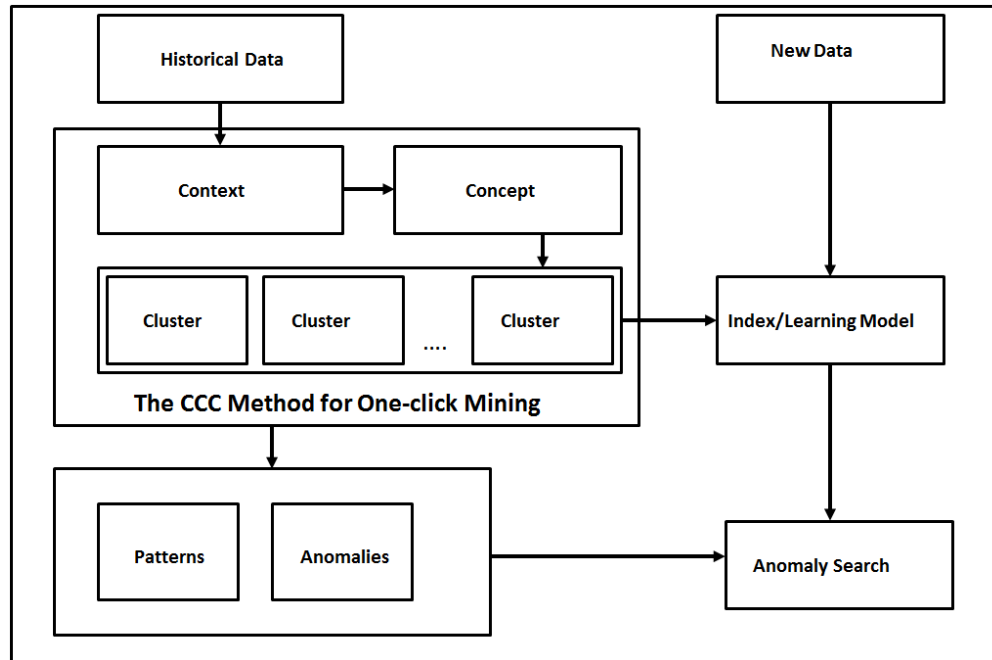 Historical Data
New Data
Context
Concept
Cluster
Cluster
....
Cluster
Index/Learning Model
The CCC Method for One-click Mining
Patterns
Anomalies
Anomaly Search